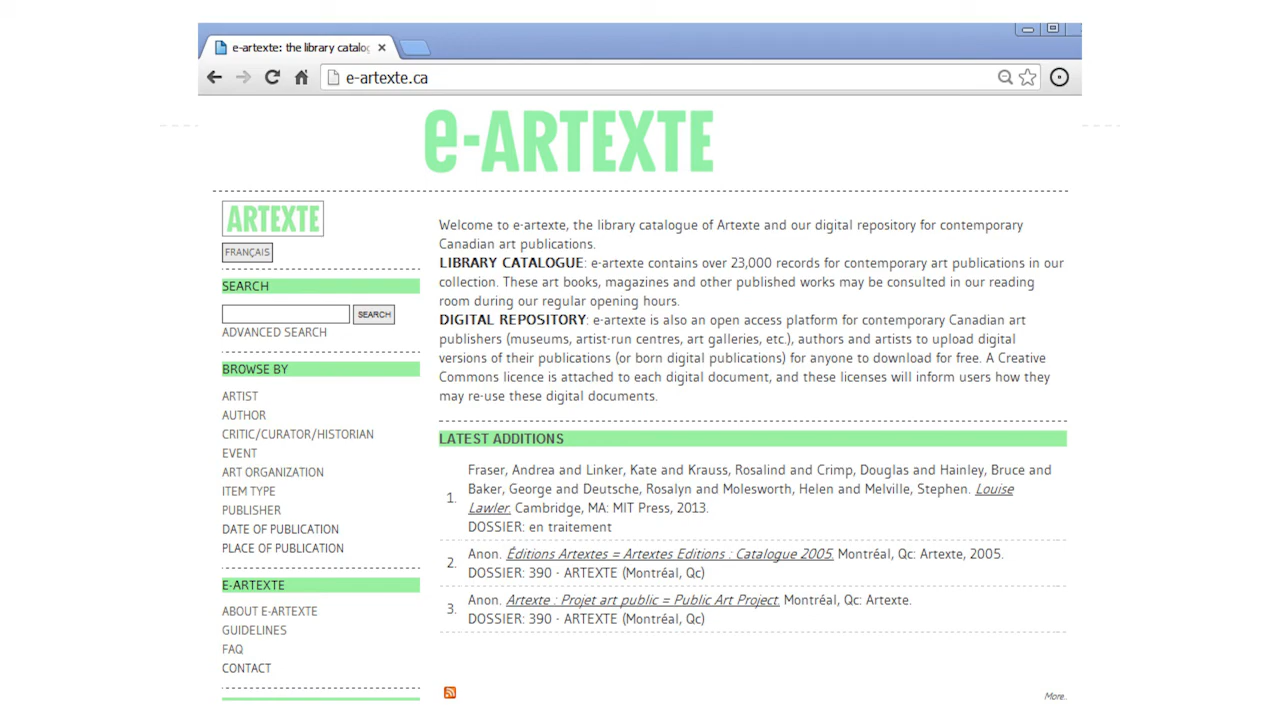 e-artexte: the library catalog
e-artexte.ca
e-ARTEXTE
ARTEXTE
FRANÇAIS
SEARCH
SEARCH
ADVANCED SEARCH
BROWSE BY
ARTIST
AUTHOR
CRITIC/CURATOR/HISTORIAN
EVENT
ART ORGANIZATION
ITEM TYPE
PUBLISHER
DATE OF PUBLICATION
PLACE OF PUBLICATION
E-ARTEXTE
ABOUT E-ARTEXTE
GUIDELINES
FAQ
CONTACT
Welcome to e-artexte, the library catalogue of Artexte and our digital repository for contemporary
Canadian art publications.
LIBRARY CATALOGUE: e-artexte contains over 23,000 records for contemporary art publications in our
collection. These art books, magazines and other published works may be consulted in our reading
room during our regular opening hours.
DIGITAL REPOSITORY: e-artexte is also an open access platform for contemporary Canadian art
publishers (museums, artist-run centres, art galleries, etc.), authors and artists to upload digital
versions of their publications (or born digital publications) for anyone to download for free. A Creative
Commons licence is attached to each digital document, and these licenses will inform users how they
may re-use these digital documents.
LATEST ADDITIONS
Fraser, Andrea and Linker, Kate and Krauss, Rosalind and Crimp, Douglas and Hainley, Bruce and
1. Baker, George and Deutsche, Rosalyn and Molesworth, Helen and Melville, Stephen. Louise
Lawler. Cambridge, MA: MIT Press, 2013.
DOSSIER: en traitement
2. Anon. Éditions Artextes = Artextes Editions : Catalogue 2005. Montréal, Qc: Artexte, 2005.
DOSSIER: 390 - ARTEXTE (Montréal, Qc)
3. Anon. Artexte : Projet art public = Public Art Project. Montréal, Qc: Artexte.
DOSSIER: 390 - ARTEXTE (Montréal, Qc)
More..